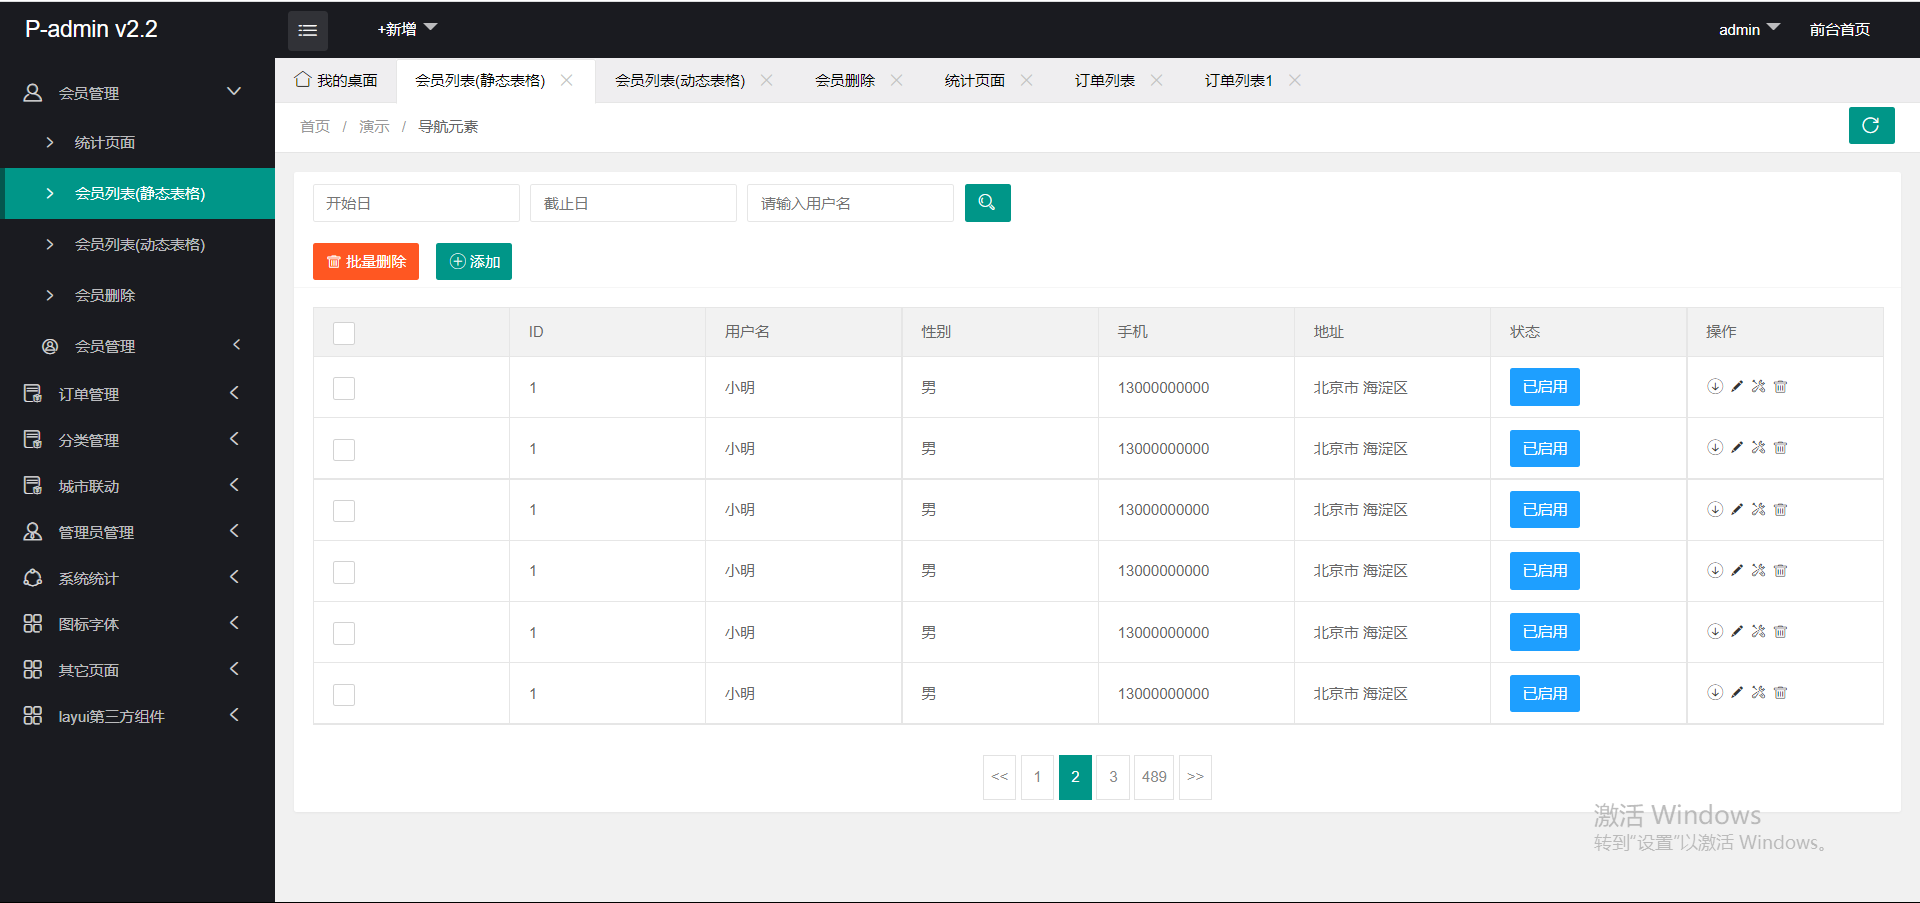 P-admin v2.2
+新增
admin
前台首页
会员管理
统计页面
会员列表(静态表格)
会员列表(动态表格)
会员删除
会员管理
订单管理
分类管理
城市联动
管理员管理
系统统计
图标字体
其它页面
layui第三方组件
我的桌面
会员列表(静态表格)
会员列表(动态表格)
会员删除
统计页面
订单列表
订单列表1
首页 / 演示 / 导航元素
开始日
截止日
请输入用户名
批量删除
添加
ID 用户名 性别 手机 地址 状态 操作
1 小明 男 13000000000 北京市 海淀区 已启用
1 小明 男 13000000000 北京市 海淀区 已启用
1 小明 男 13000000000 北京市 海淀区 已启用
1 小明 男 13000000000 北京市 海淀区 已启用
1 小明 男 13000000000 北京市 海淀区 已启用
1 小明 男 13000000000 北京市 海淀区 已启用
<< 1 2 3 489 >>
激活 Windows
转到“设置”以激活 Windows。